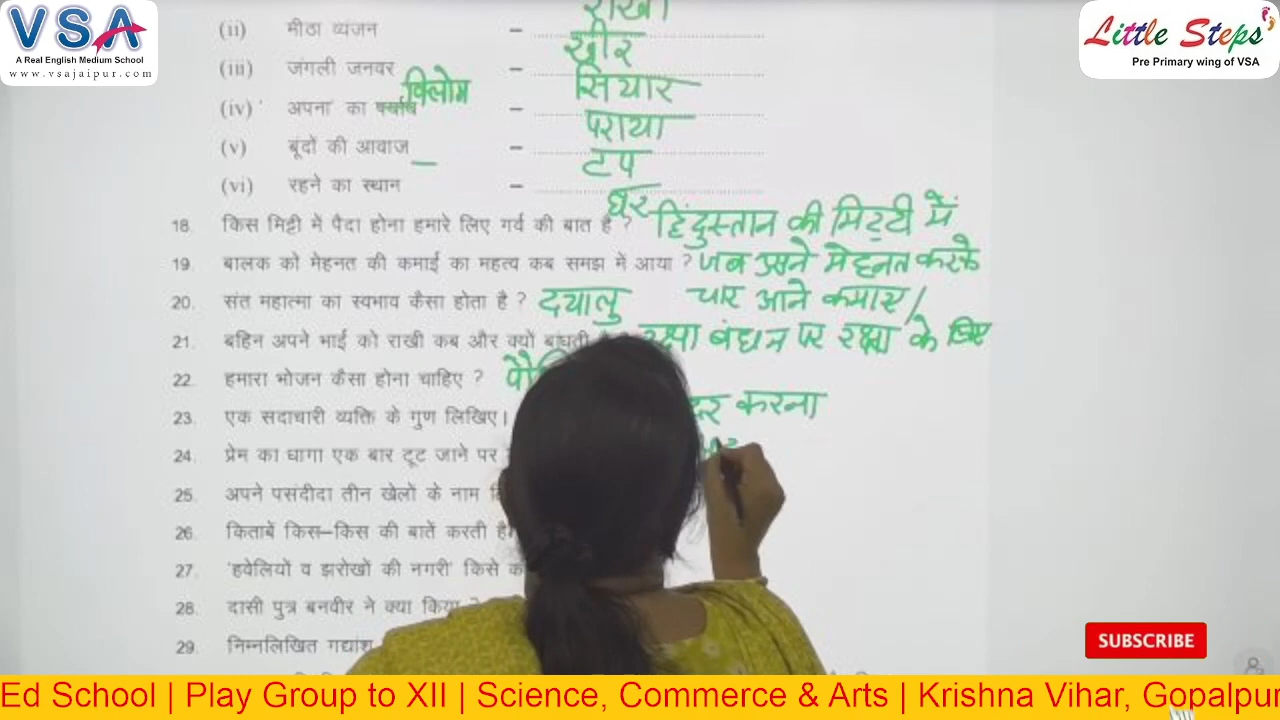 VSA
A Real English Medium School
www.vsajaipur.com
Little Steps
Pre Primary wing of VSA
राखी
(ii) मीठा व्यंजन – खीर
(iii) जंगली जनवर – सियार
विलोम
(iv) ' अपना' का पर्याय – पराया
(v) बूंदों की आवाज – टप
(vi) रहने का स्थान – घर
18. किस मिट्टी में पैदा होना हमारे लिए गर्व की बात है ? हिंदुस्तान की मिट्टी में
19. बालक को मेहनत की कमाई का महत्व कब समझ में आया ? जब उसने मेहनत करके
चार आने कमाए/
20. संत महात्मा का स्वभाव कैसा होता है ? दयालु
21. बहिन अपने भाई को राखी कब और क्यों बांधती रक्षा बंधन पर रक्षा के लिए
22. हमारा भोजन कैसा होना चाहिए ?
23. एक सदाचारी व्यक्ति के गुण लिखिए। करना
24. प्रेम का धागा एक बार टूट जाने पर
25. अपने पसंदीदा तीन खेलों के नाम
26. किताबें किस–किस की बातें करती है
27. 'हवेलियों व झरोखों की नगरी' किसे
28. दासी पुत्र बनवीर ने क्या किया
29. निम्नलिखित गद्यांश
SUBSCRIBE
Ed School | Play Group to XII | Science, Commerce & Arts | Krishna Vihar, Gopalpur